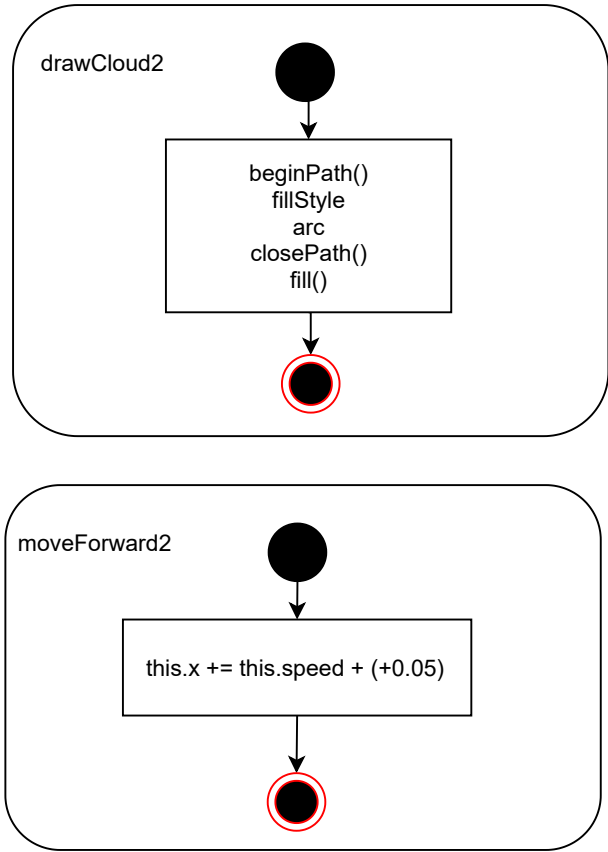 drawCloud2
beginPath()
fillStyle
arc
closePath()
fill()
moveForward2
this.x += this.speed + (+0.05)